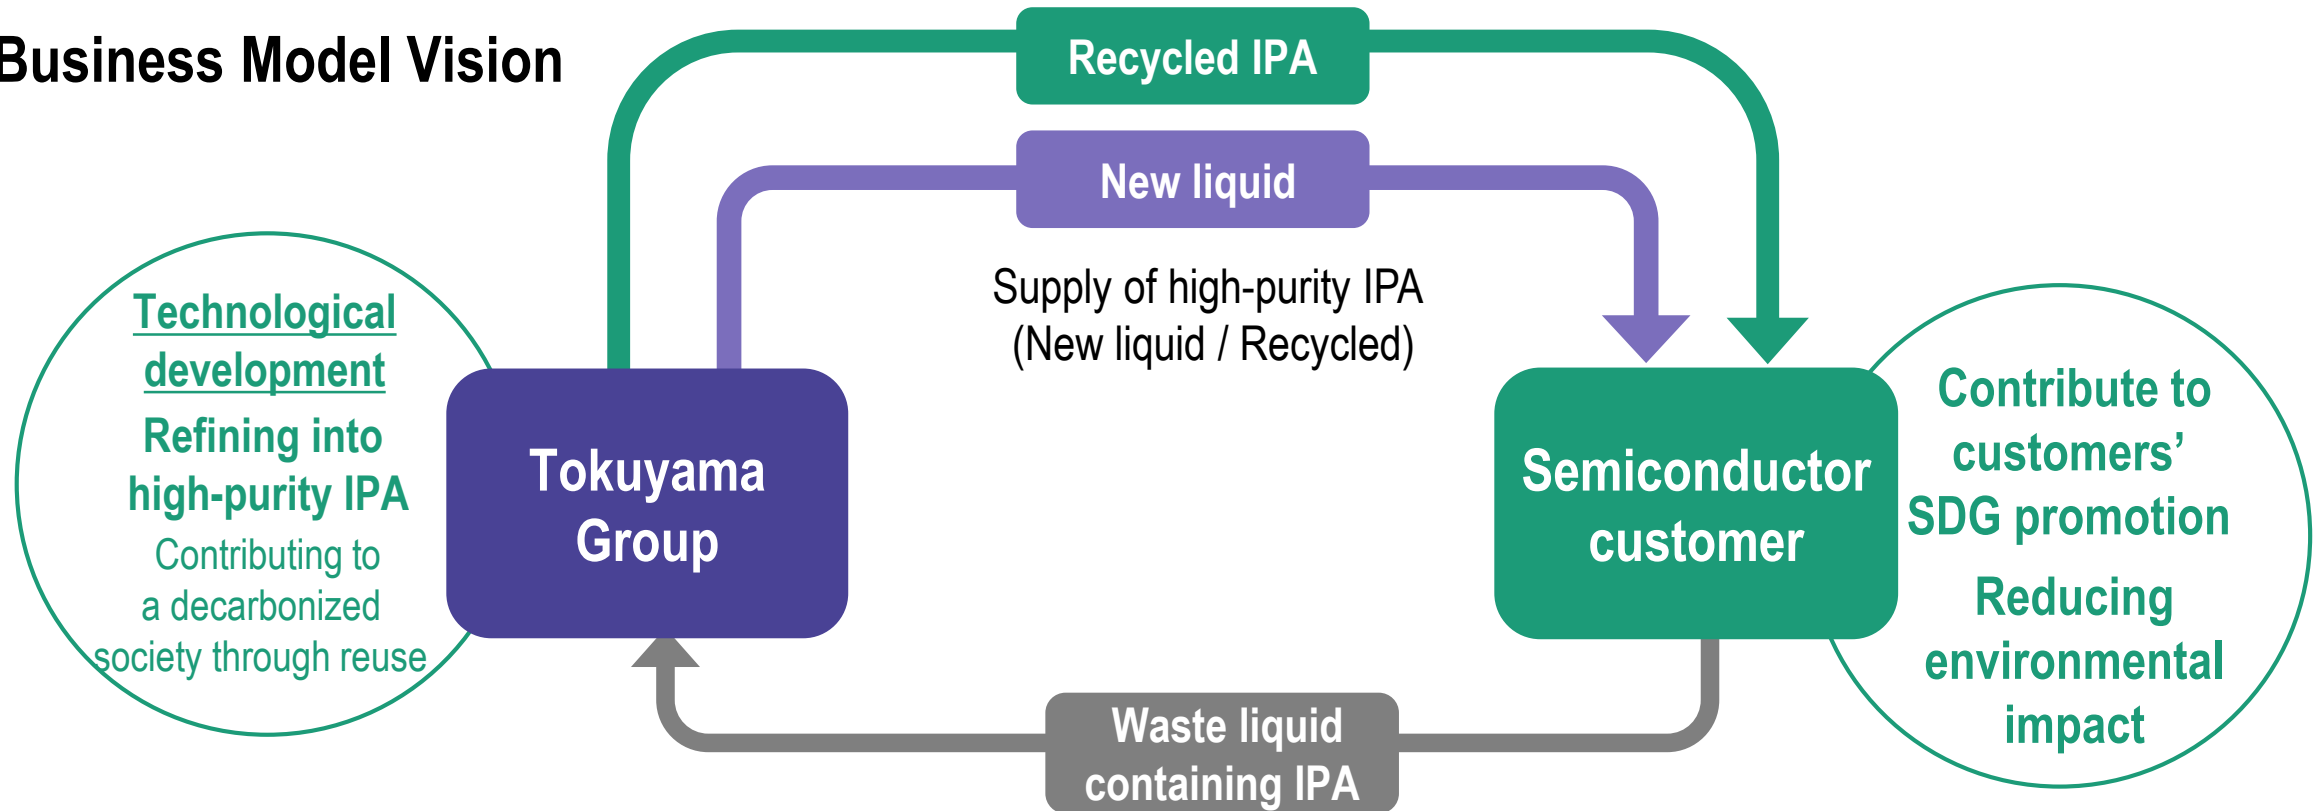 Business Model Vision
Recycled IPA
New liquid
Supply of high-purity IPA
(New liquid / Recycled)
Technological
development
Refining into
high-purity IPA
Contributing to
a decarbonized
society through reuse
Tokuyama
Group
Semiconductor
customer
Contribute to
customers’
SDG promotion
Reducing
environmental
impact
Waste liquid
containing IPA